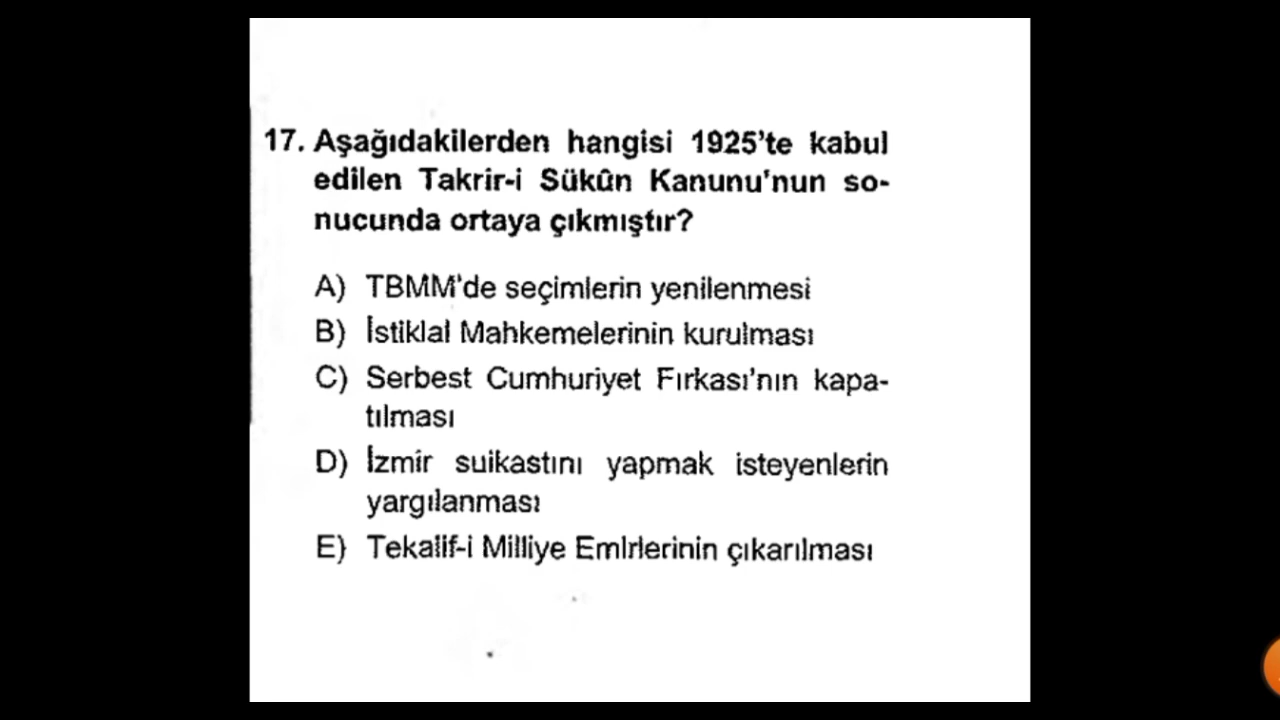 17. Aşağıdakilerden hangisi 1925'te kabul
edilen Takrir-i Sükûn Kanunu'nun so-
nucunda ortaya çıkmıştır?
A) TBMM'de seçimlerin yenilenmesi
B) İstiklal Mahkemelerinin kurulması
C) Serbest Cumhuriyet Fırkası'nın kapa-
tılması
D) İzmir suikastını yapmak isteyenlerin
yargılanması
E) Tekalif-i Milliye Emirlerinin çıkarılması